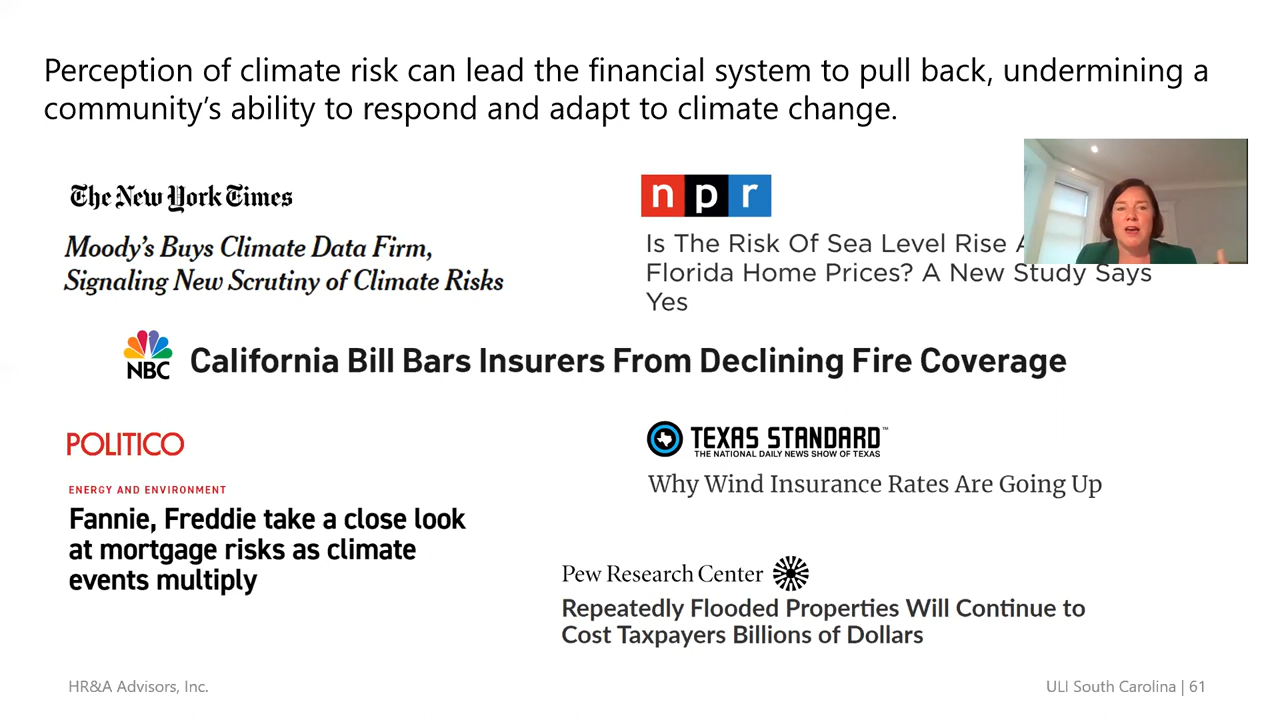 Perception of climate risk can lead the financial system to pull back, undermining a
community's ability to respond and adapt to climate change.
The New York Times
Moody's Buys Climate Data Firm,
Signaling New Scrutiny of Climate Risks
npr
Is The Risk Of Sea Level Rise
Florida Home Prices? A New Study Says
Yes
NBC
California Bill Bars Insurers From Declining Fire Coverage
POLITICO
ENERGY AND ENVIRONMENT
Fannie, Freddie take a close look
at mortgage risks as climate
events multiply
TEXAS STANDARD™
THE NATIONAL DAILY NEWS SHOW OF TEXAS
Why Wind Insurance Rates Are Going Up
Pew Research Center
Repeatedly Flooded Properties Will Continue to
Cost Taxpayers Billions of Dollars
HR&A Advisors, Inc.
ULI South Carolina | 61